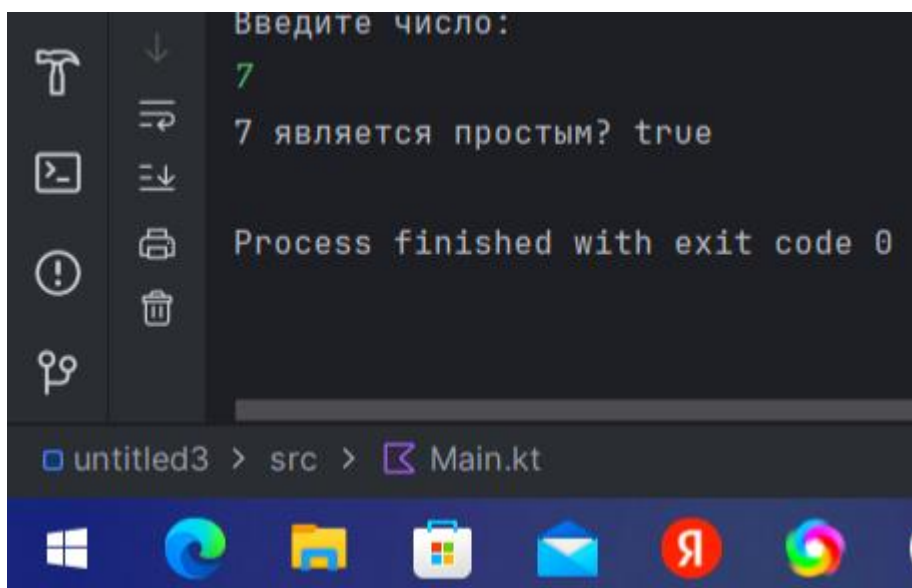 Введите число:
7
7 является простым? true
Process finished with exit code 0
untitled3 > src > Main.kt
Я